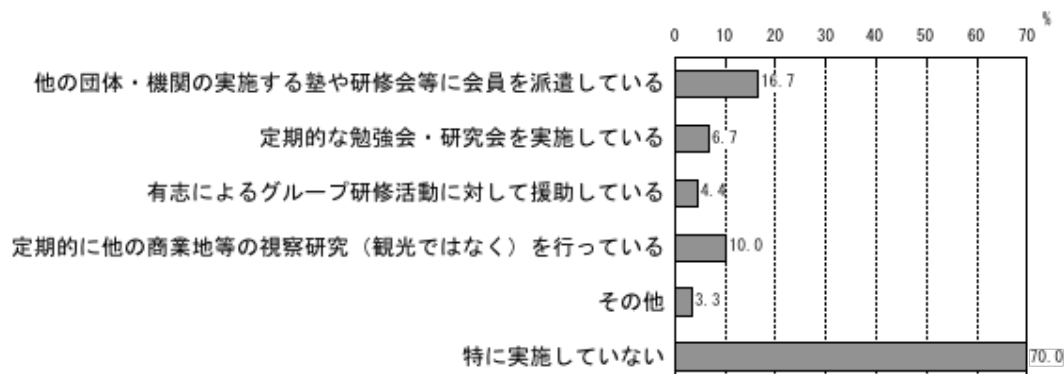 %
0 10 20 30 40 50 60 70
他の団体・機関の実施する塾や研修会等に会員を派遣している 16.7
定期的な勉強会・研究会を実施している 6.7
有志によるグループ研修活動に対して援助している 4.4
定期的に他の商業地等の視察研究（観光ではなく）を行っている 10.0
その他 3.3
特に実施していない 70.0